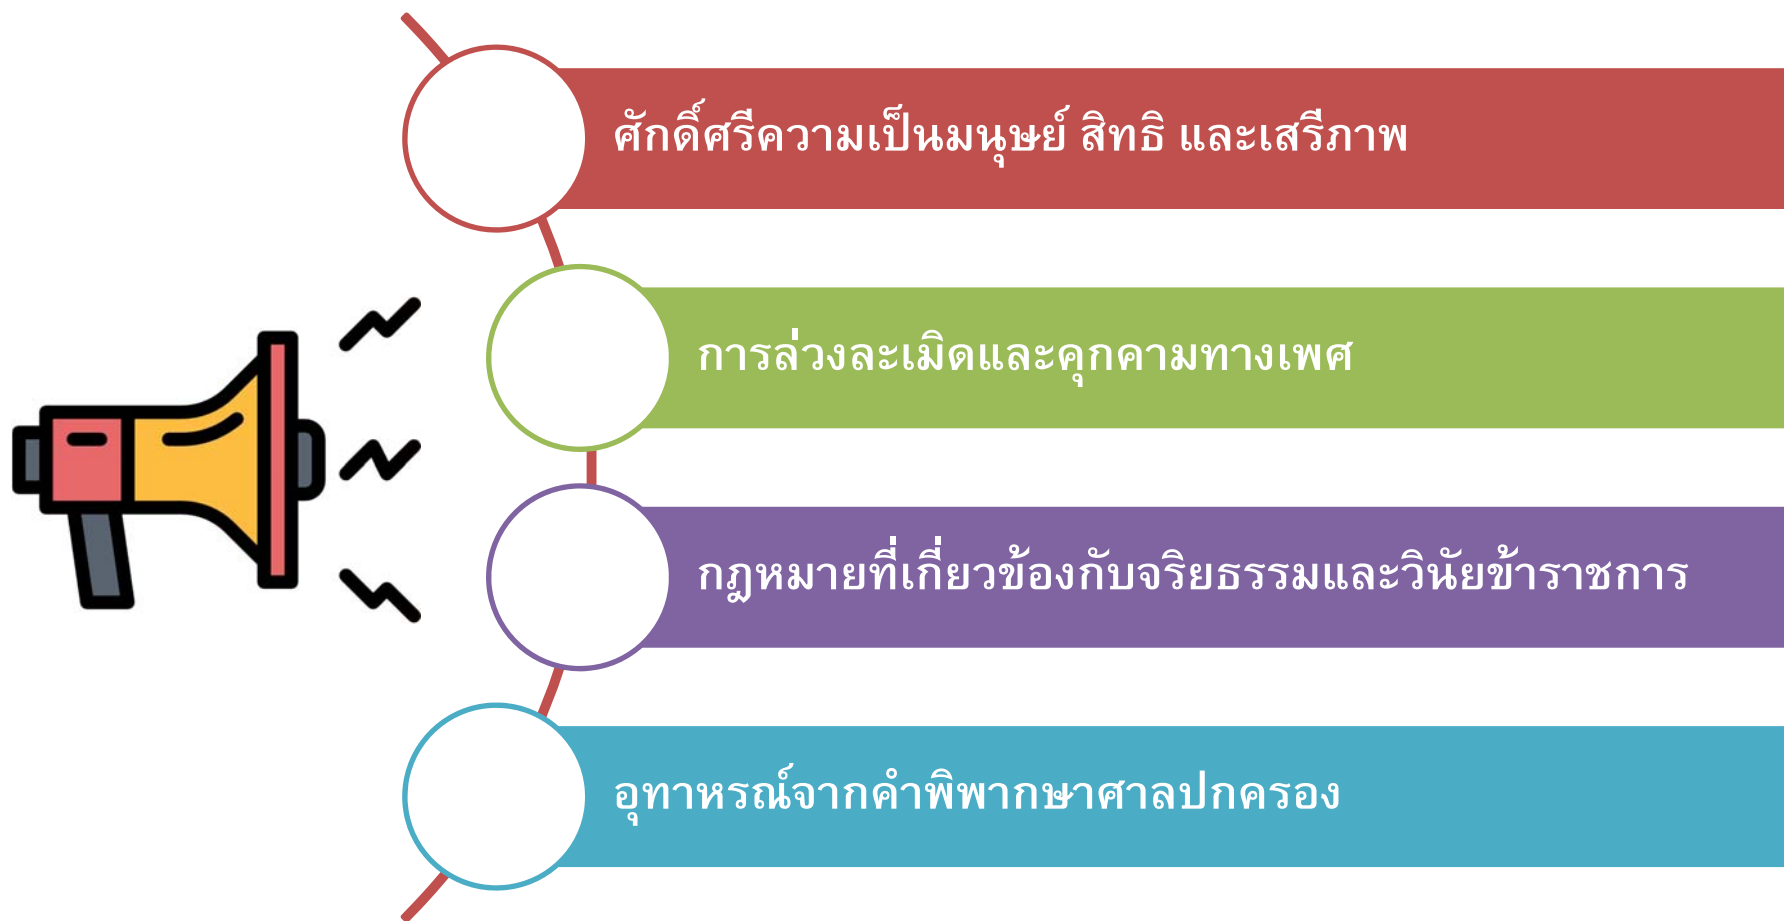 ศักดิ์ศรีความเป็นมนุษย์ สิทธิ และเสรีภาพ
การล่วงละเมิดและคุกคามทางเพศ
กฎหมายที่เกี่ยวข้องกับจริยธรรมและวินัยข้าราชการ
อุทาหรณ์จากคำพิพากษาศาลปกครอง